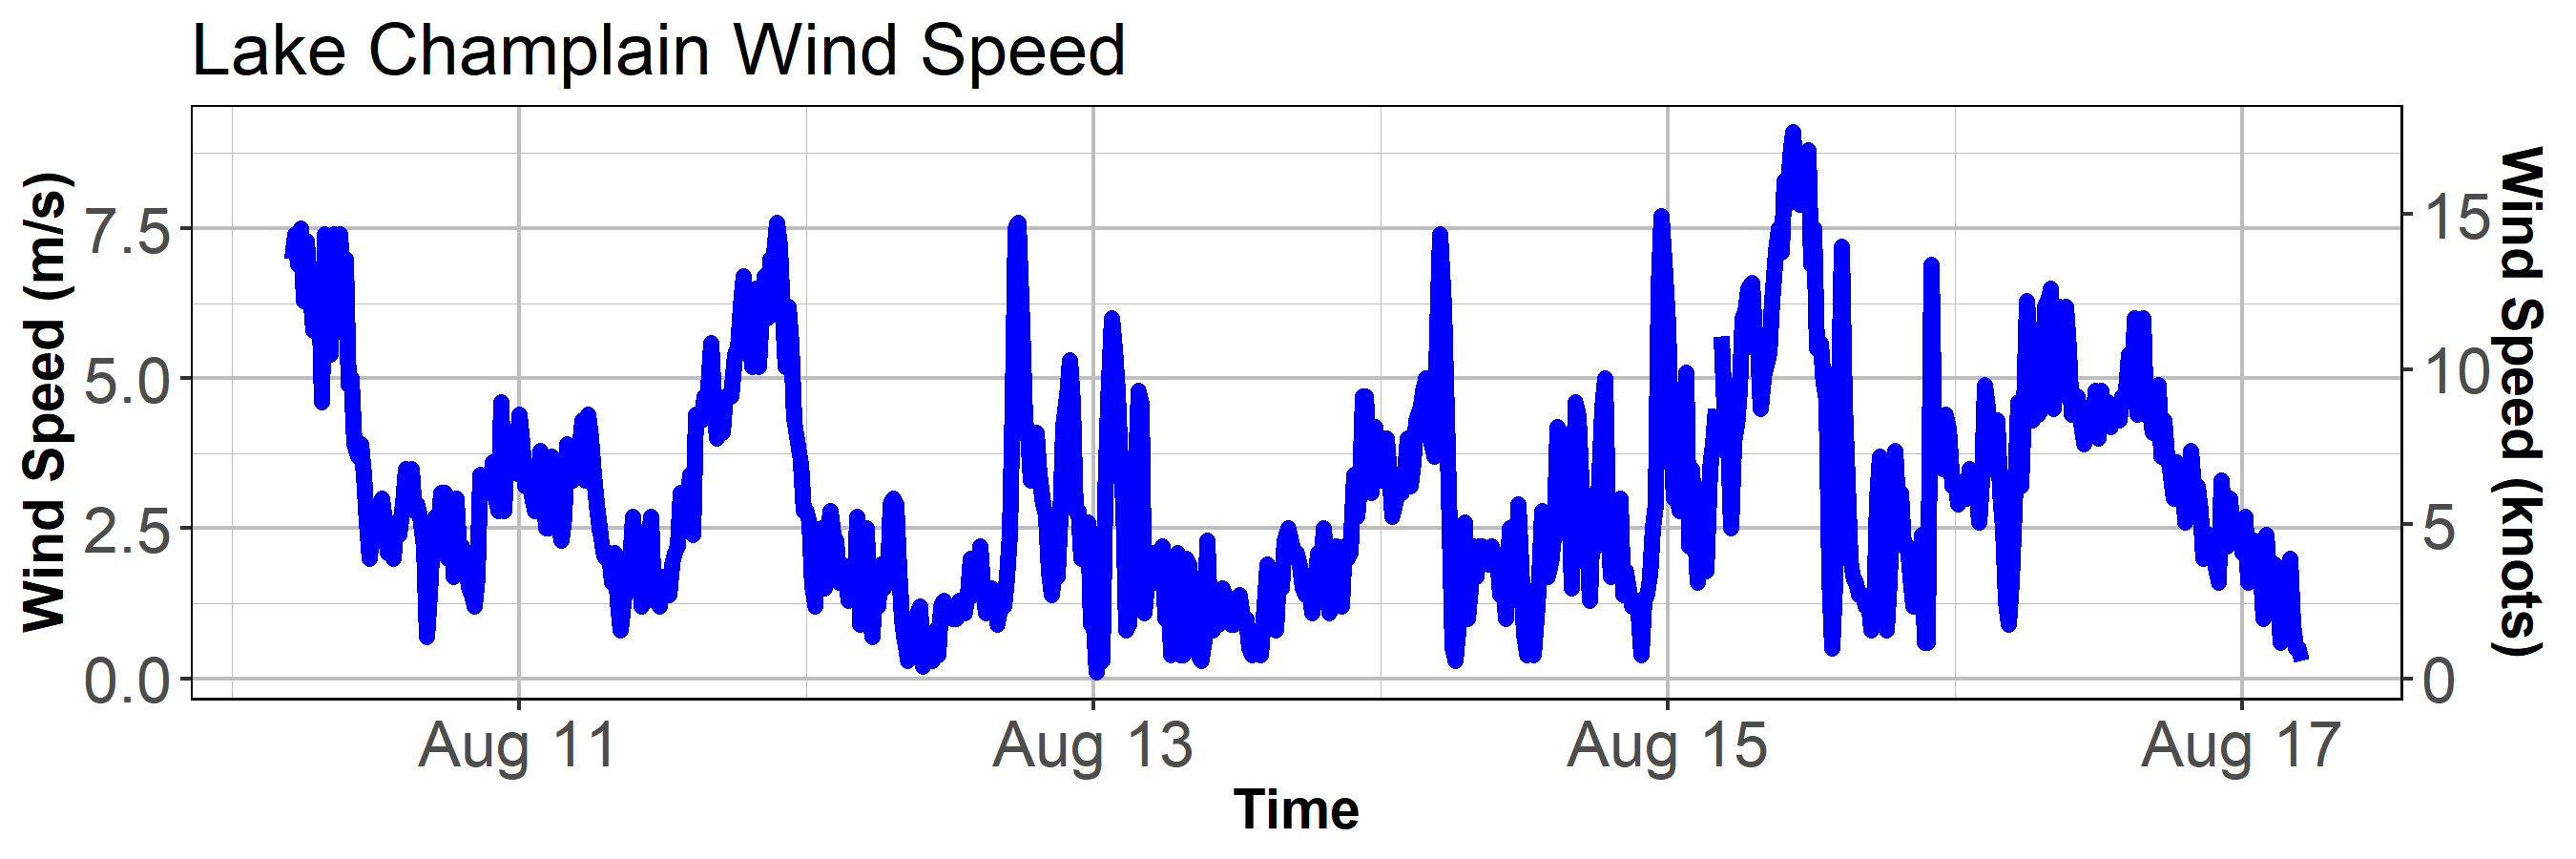 Lake Champlain Wind Speed
Wind Speed (m/s)
7.5
5.0
2.5
0.0
15
10
5
0
Wind Speed (knots)
Aug 11 Aug 13 Aug 15 Aug 17
Time